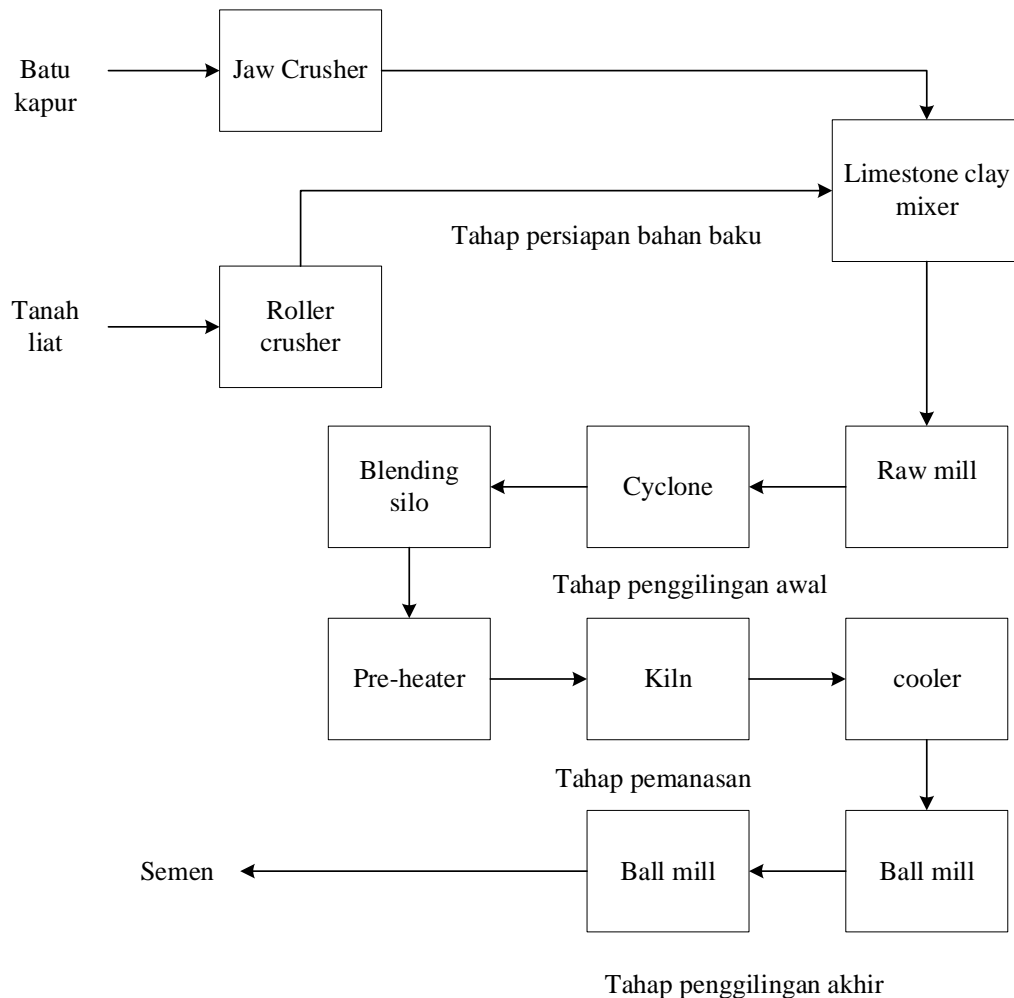 Batu
kapur
Jaw Crusher
Limestone clay
mixer
Tahap persiapan bahan baku
Tanah
liat
Roller
crusher
Blending
silo
Cyclone
Raw mill
Tahap penggilingan awal
Pre-heater
Kiln
cooler
Tahap pemanasan
Semen
Ball mill
Ball mill
Tahap penggilingan akhir